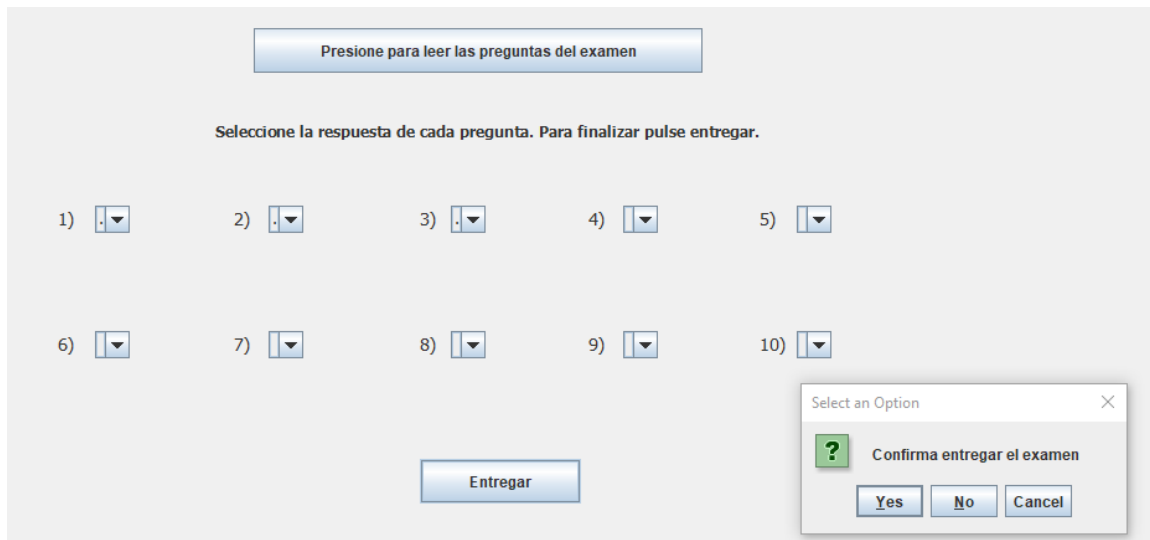 Presione para leer las preguntas del examen
Seleccione la respuesta de cada pregunta. Para finalizar pulse entregar.
1) . 2) . 3) . 4) 5)
6) 7) 8) 9) 10)
Select an Option
? Confirma entregar el examen
Yes No Cancel
Entregar